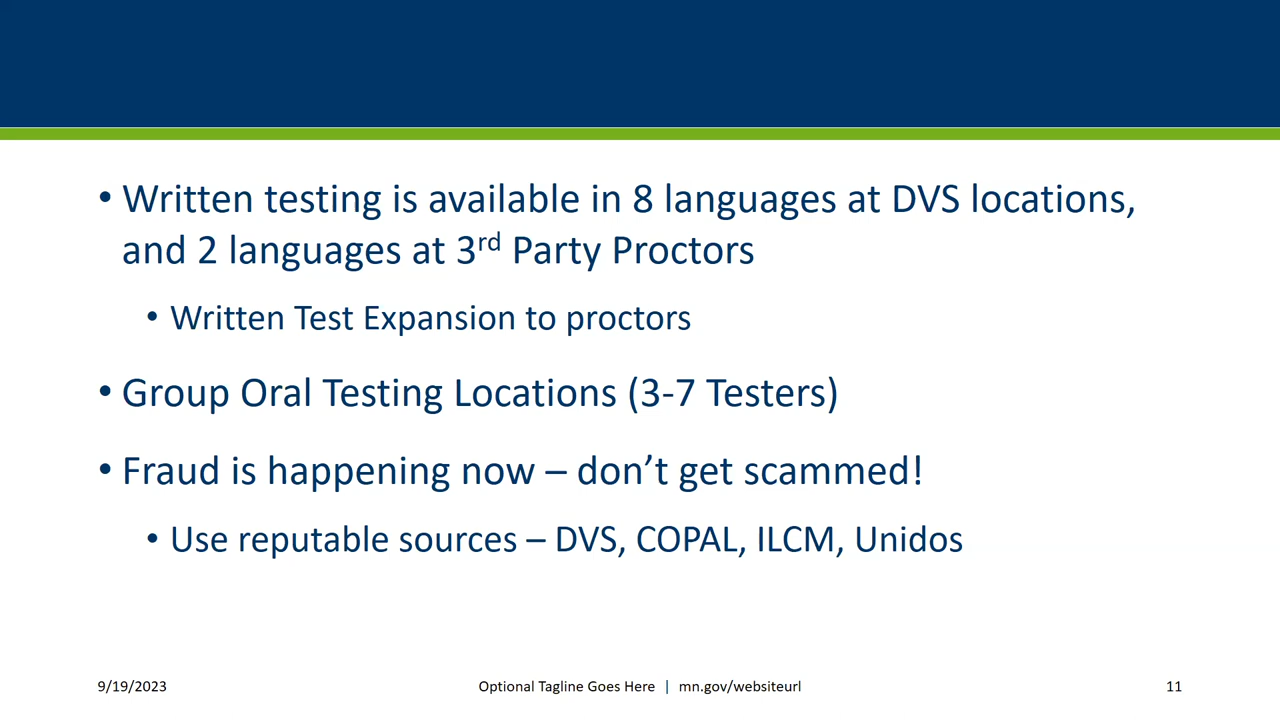 • Written testing is available in 8 languages at DVS locations,
and 2 languages at 3rd Party Proctors
• Written Test Expansion to proctors
• Group Oral Testing Locations (3-7 Testers)
• Fraud is happening now – don’t get scammed!
• Use reputable sources – DVS, COPAL, ILCM, Unidos
9/19/2023
Optional Tagline Goes Here | mn.gov/websiteurl
11